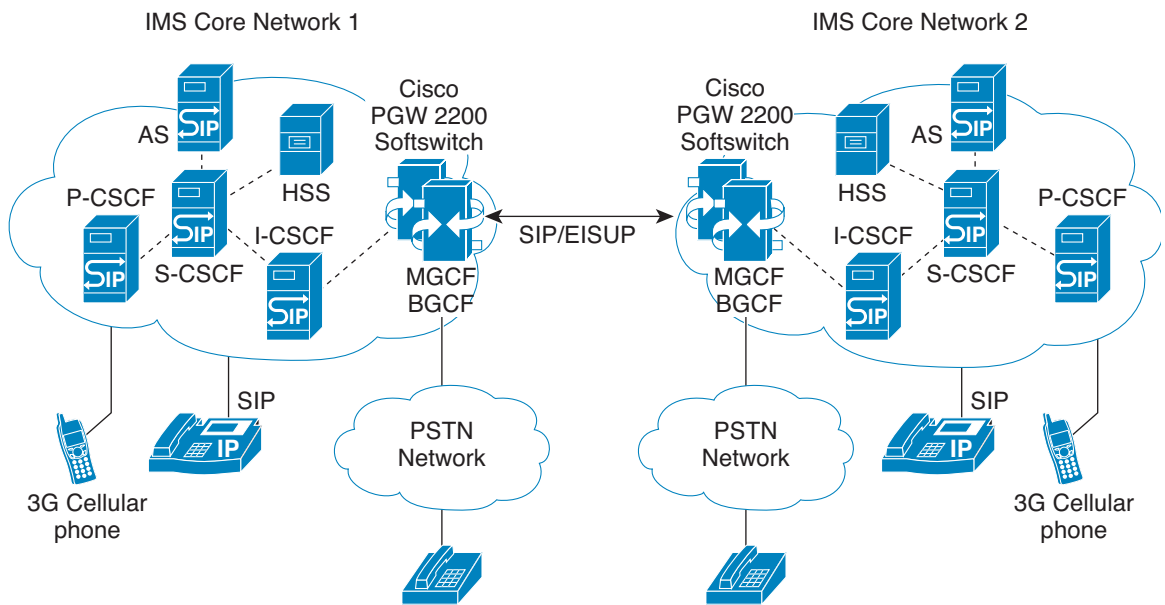 IMS Core Network 1
IMS Core Network 2
Cisco
PGW 2200
Softswitch
AS
SIP
HSS
P-CSCF
SIP
S-CSCF
SIP
I-CSCF
SIP
MGCF
BGCF
SIP/EISUP
Cisco
PGW 2200
Softswitch
HSS
AS
SIP
P-CSCF
SIP
I-CSCF
SIP
S-CSCF
SIP
MGCF
BGCF
SIP
IP
3G Cellular
phone
PSTN
Network
PSTN
Network
SIP
IP
3G Cellular
phone